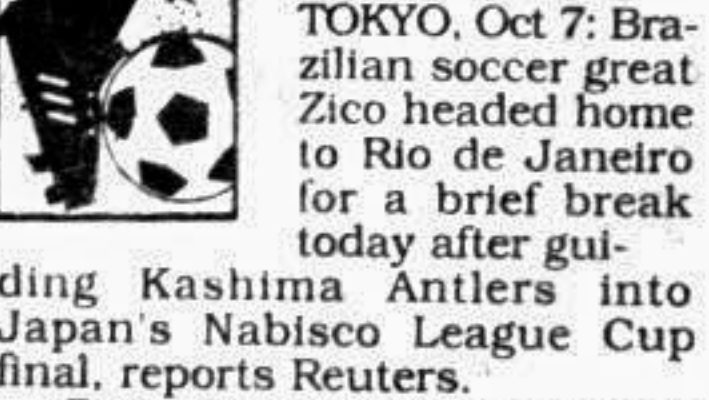 TOKYO, Oct 7: Bra-
zilian soccer great
Zico headed home
to Rio de Janeiro
for a brief break
today after gui-
ding Kashima Antlers into
Japan's Nabisco League Cup
final, reports Reuters.